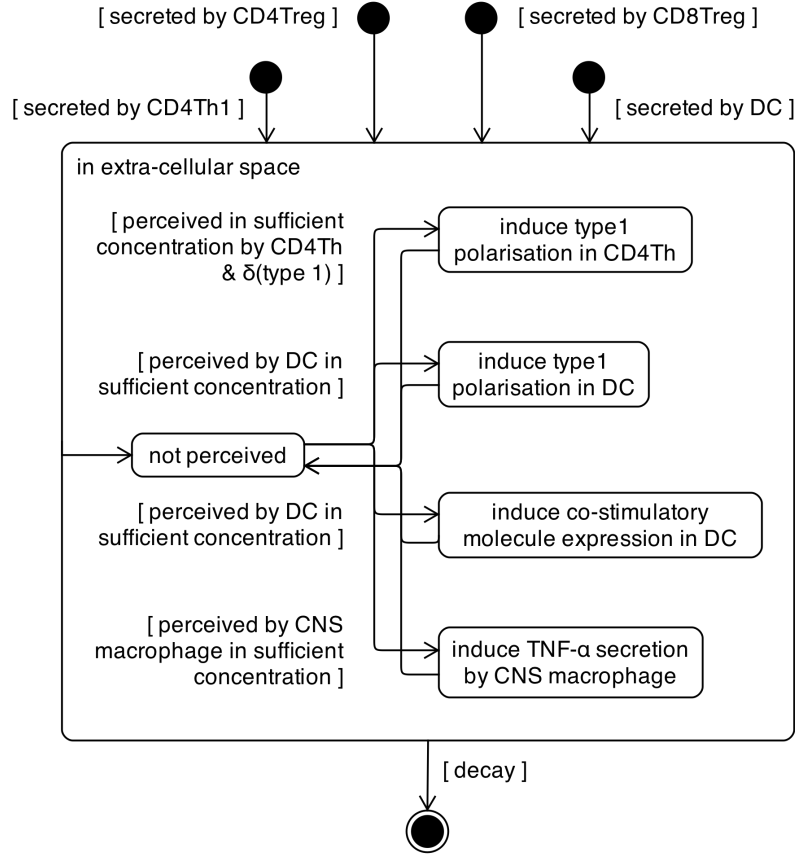 [ secreted by CD4Treg ]
[ secreted by CD8Treg ]
[ secreted by CD4Th1 ]
[ secreted by DC ]
in extra-cellular space
[ perceived in sufficient
concentration by CD4Th
& δ(type 1) ]
induce type1
polarisation in CD4Th
[ perceived by DC in
sufficient concentration ]
induce type1
polarisation in DC
not perceived
[ perceived by DC in
sufficient concentration ]
induce co-stimulatory
molecule expression in DC
[ perceived by CNS
macrophage in sufficient
concentration ]
induce TNF-α secretion
by CNS macrophage
[ decay ]